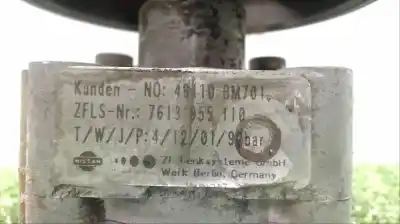 Kunden - NO: 49110 BM701
ZFLS-Nr.: 7613 955 110
T/W/J/P: 4/12/01/90bar
NISSAN
ZF Lenksysteme GmbH
Werk Berlin, Germany